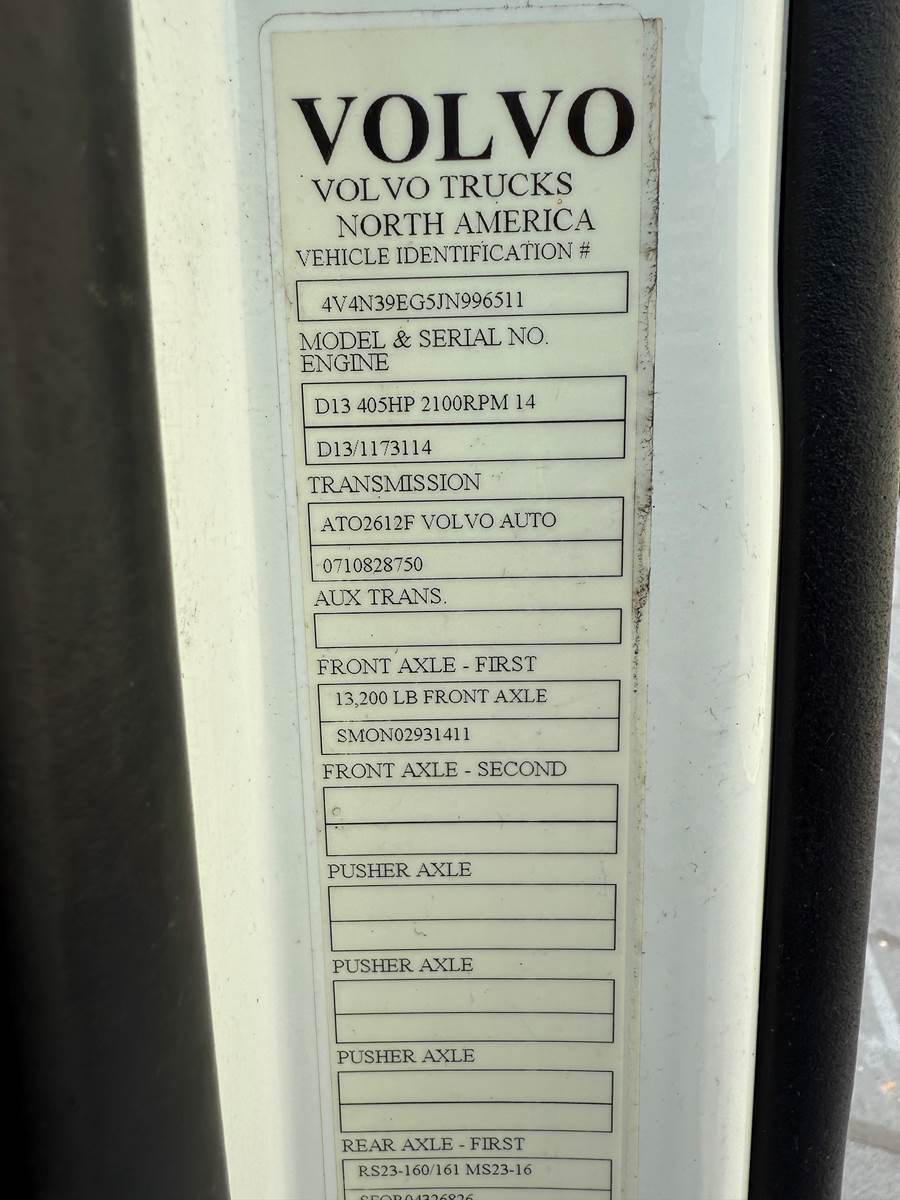 VOLVO
VOLVO TRUCKS
NORTH AMERICA
VEHICLE IDENTIFICATION #
4V4N39EG5JN996511
MODEL & SERIAL NO.
ENGINE
D13 405HP 2100RPM 14
D13/1173114
TRANSMISSION
ATO2612F VOLVO AUTO
0710828750
AUX TRANS.
FRONT AXLE - FIRST
13,200 LB FRONT AXLE
SMON02931411
FRONT AXLE - SECOND
PUSHER AXLE
PUSHER AXLE
PUSHER AXLE
REAR AXLE - FIRST
RS23-160/161 MS23-16